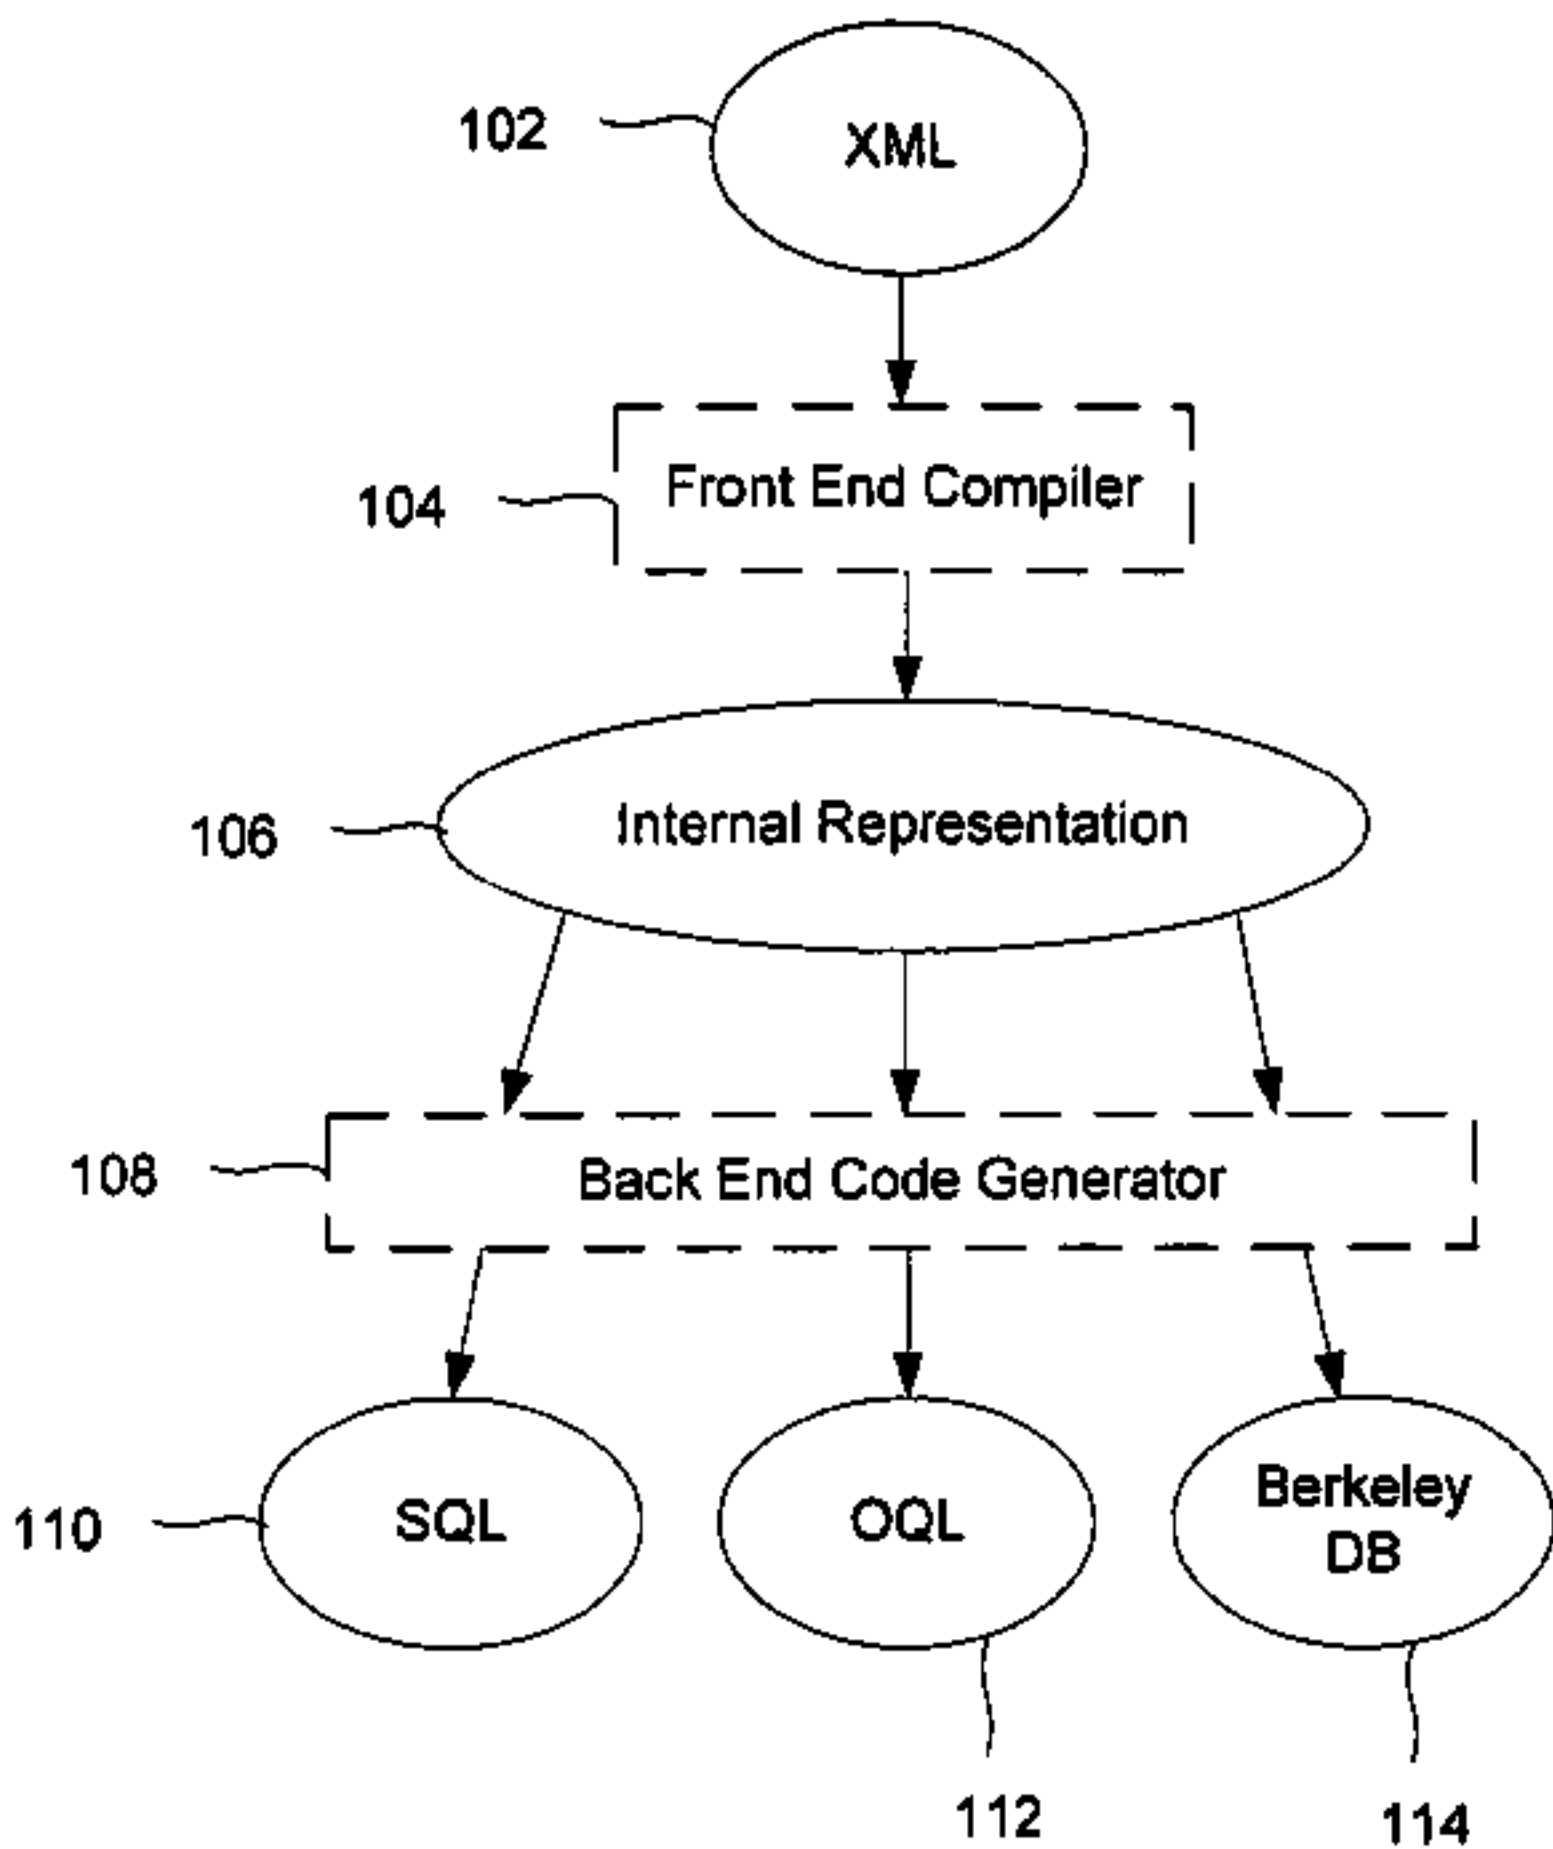 102
XML
104
Front End Compiler
106
Internal Representation
108
Back End Code Generator
110
SQL
OQL
Berkeley
DB
112
114